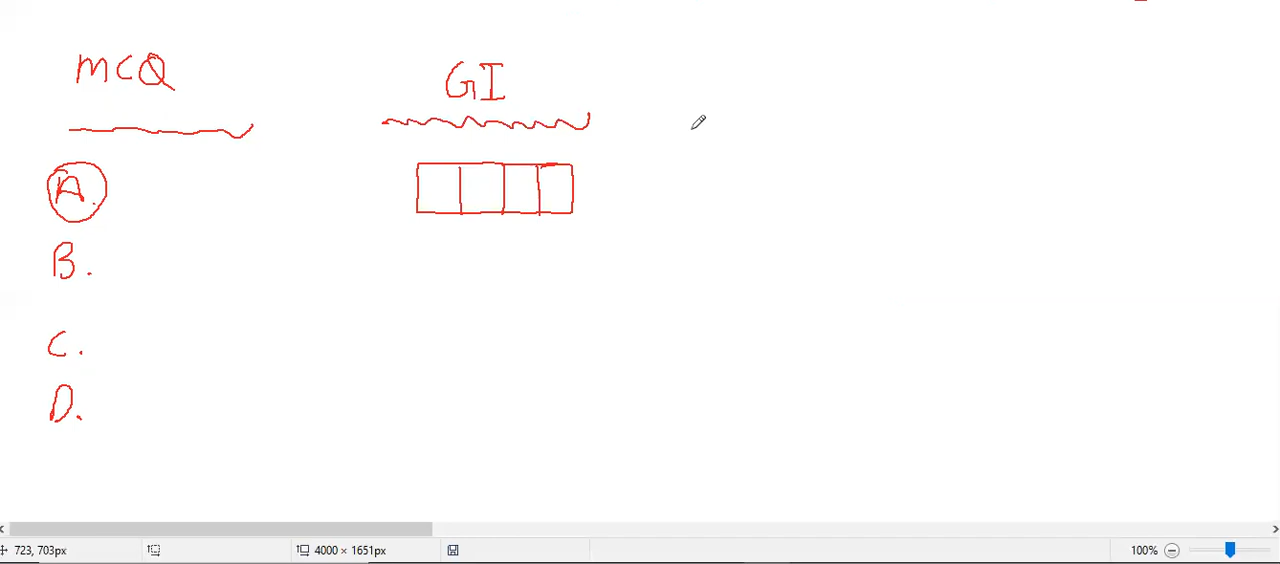 MCQ
GI
A.
B.
C.
D.
723, 703px
4000 × 1651px
100%